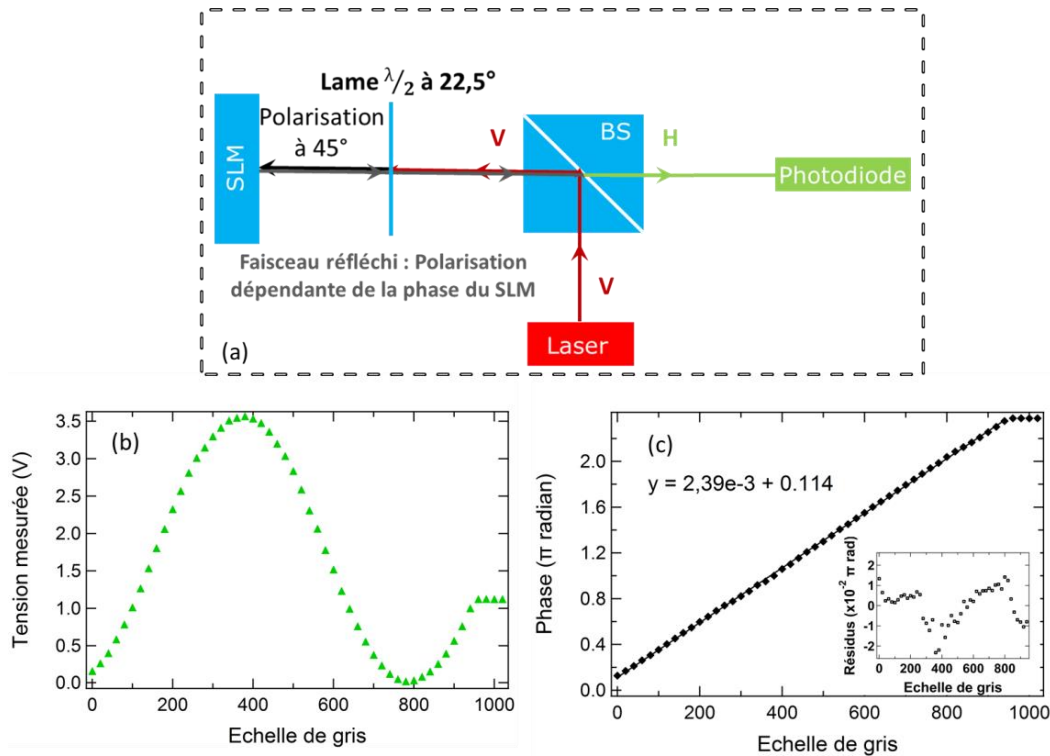 Lame λ/2 à 22,5°
Polarisation
à 45°
SLM
V
BS
H
Photodiode
Faisceau réfléchi : Polarisation
dépendante de la phase du SLM
V
Laser
(a)
(b)
Tension mesurée (V)
3.5
3.0
2.5
2.0
1.5
1.0
0.5
0.0
0 200 400 600 800 1000
Echelle de gris
(c)
y = 2,39e-3 + 0.114
Phase (π radian)
2.0
1.6
1.2
0.8
0.4
0.0
0 200 400 600 800 1000
Echelle de gris
Résidus (x10⁻² π rad)
2
1
0
-1
-2
0 200 400 600 800
Echelle de gris